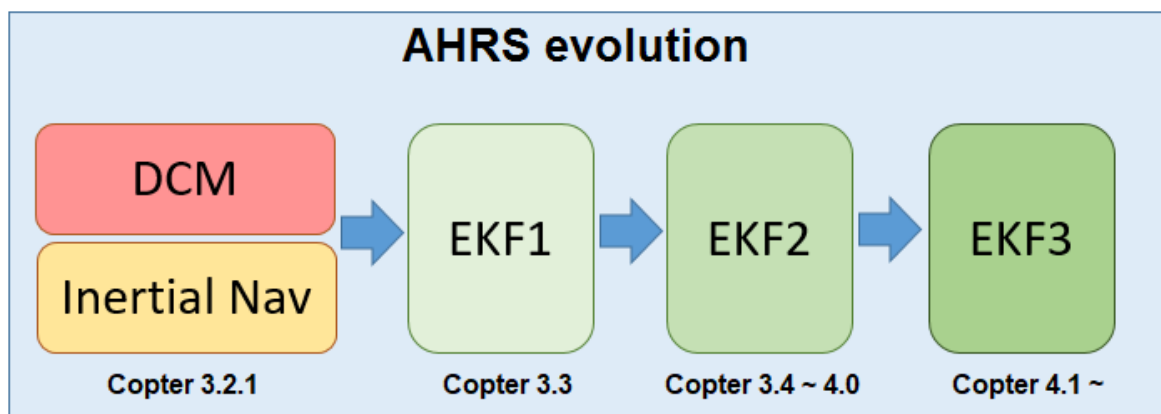 AHRS evolution
DCM
Inertial Nav
EKF1
EKF2
EKF3
Copter 3.2.1
Copter 3.3
Copter 3.4 ~ 4.0
Copter 4.1 ~